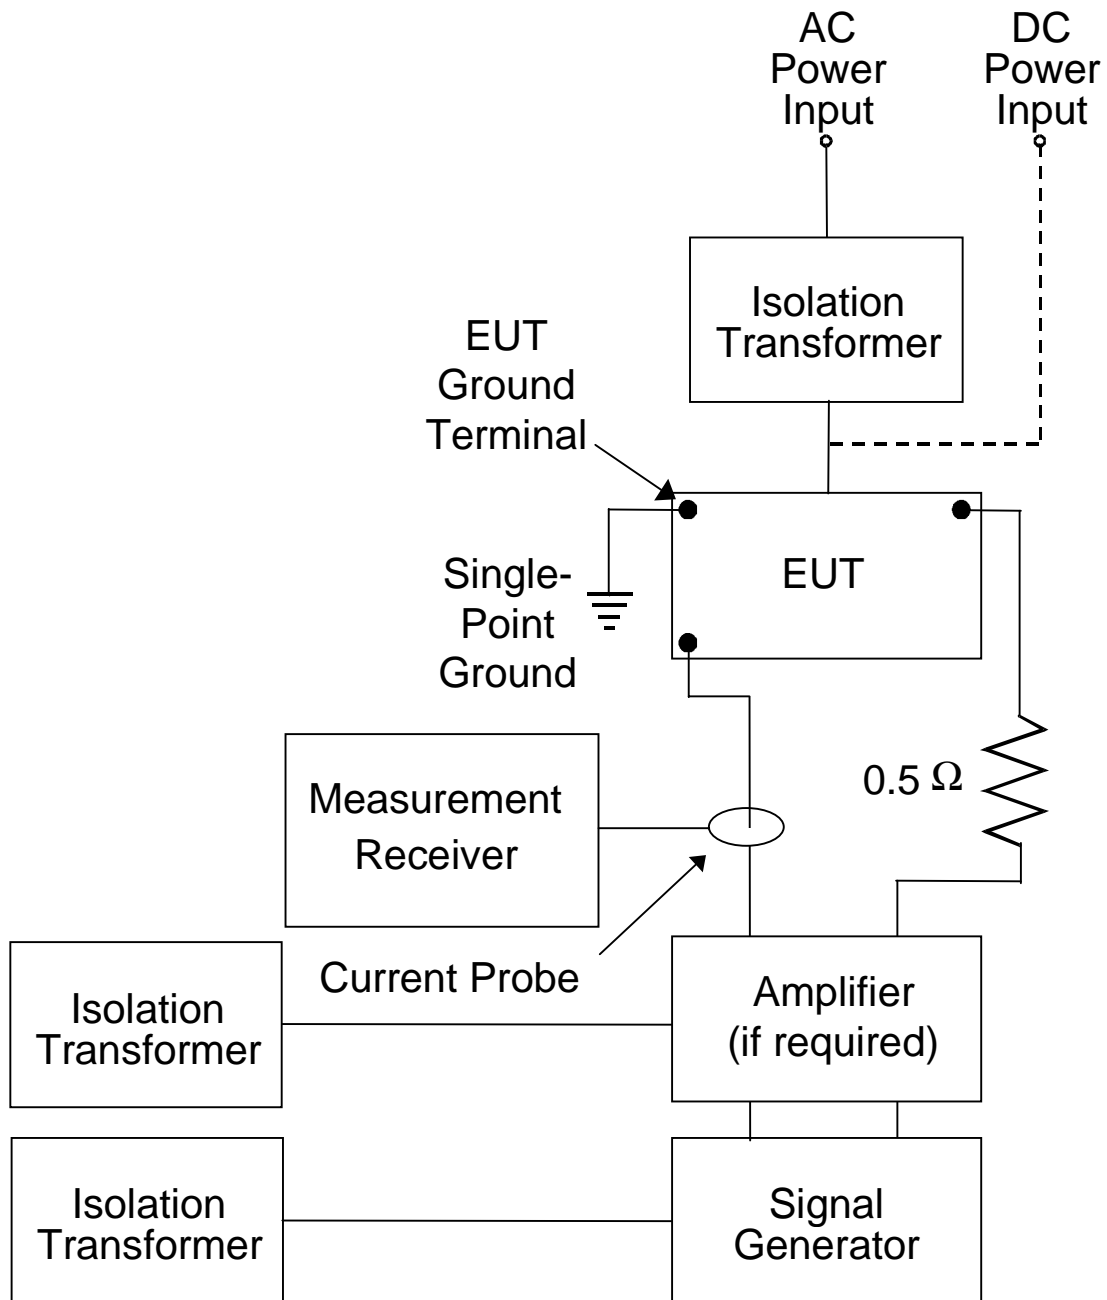 AC
Power
Input
DC
Power
Input
Isolation
Transformer
EUT
Ground
Terminal
EUT
Single-
Point
Ground
0.5 Ω
Measurement
Receiver
Current Probe
Amplifier
(if required)
Isolation
Transformer
Isolation
Transformer
Signal
Generator